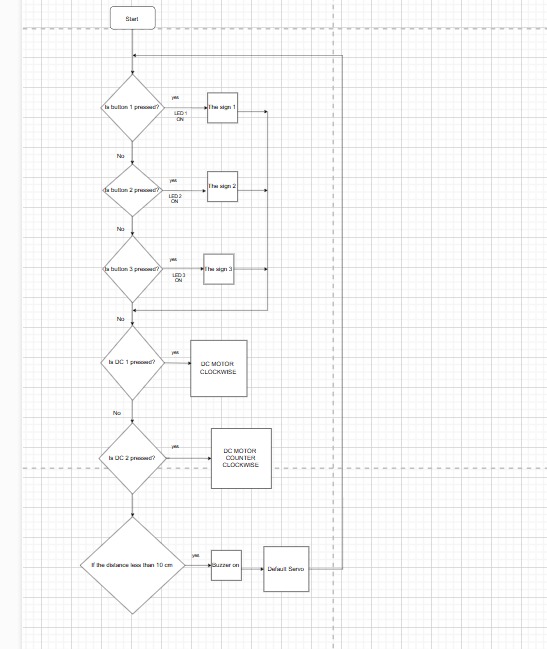 Start
Is button 1 pressed?
yes
LED 1
ON
The sign 1
No
Is button 2 pressed?
yes
LED 2
ON
The sign 2
No
Is button 3 pressed?
yes
LED 3
ON
The sign 3
No
Is DC 1 pressed?
yes
DC MOTOR
CLOCKWISE
No
Is DC 2 pressed?
yes
DC MOTOR
COUNTER
CLOCKWISE
If the distance less than 10 cm
yes
Buzzer on
Default Servo